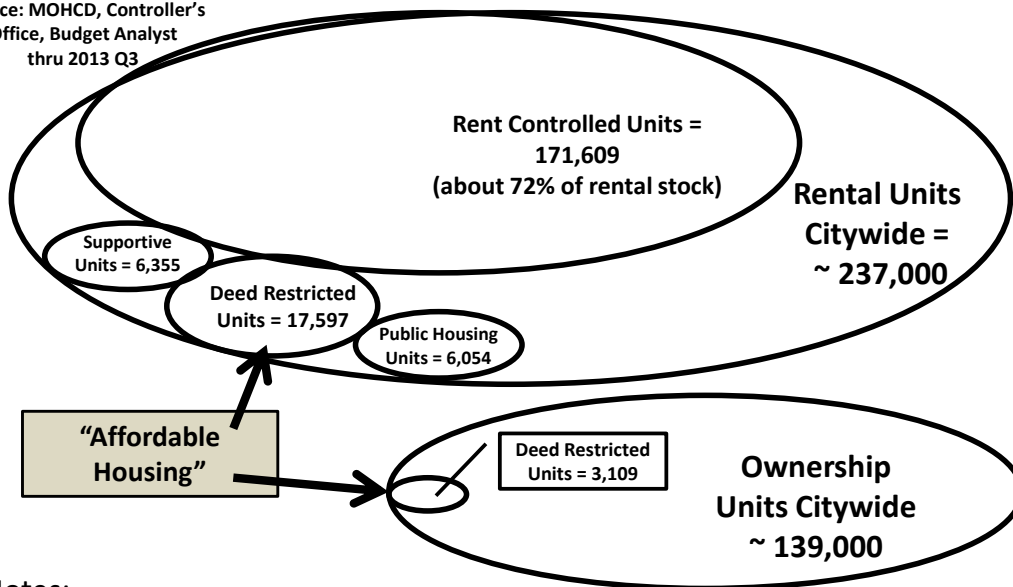 ce: MOHCD, Controller's
ffice, Budget Analyst
thru 2013 Q3
Rent Controlled Units =
171,609
(about 72% of rental stock)
Rental Units
Citywide =
~ 237,000
Supportive
Units = 6,355
Deed Restricted
Units = 17,597
Public Housing
Units = 6,054
“Affordable
Housing”
Deed Restricted
Units = 3,109
Ownership
Units Citywide
~ 139,000